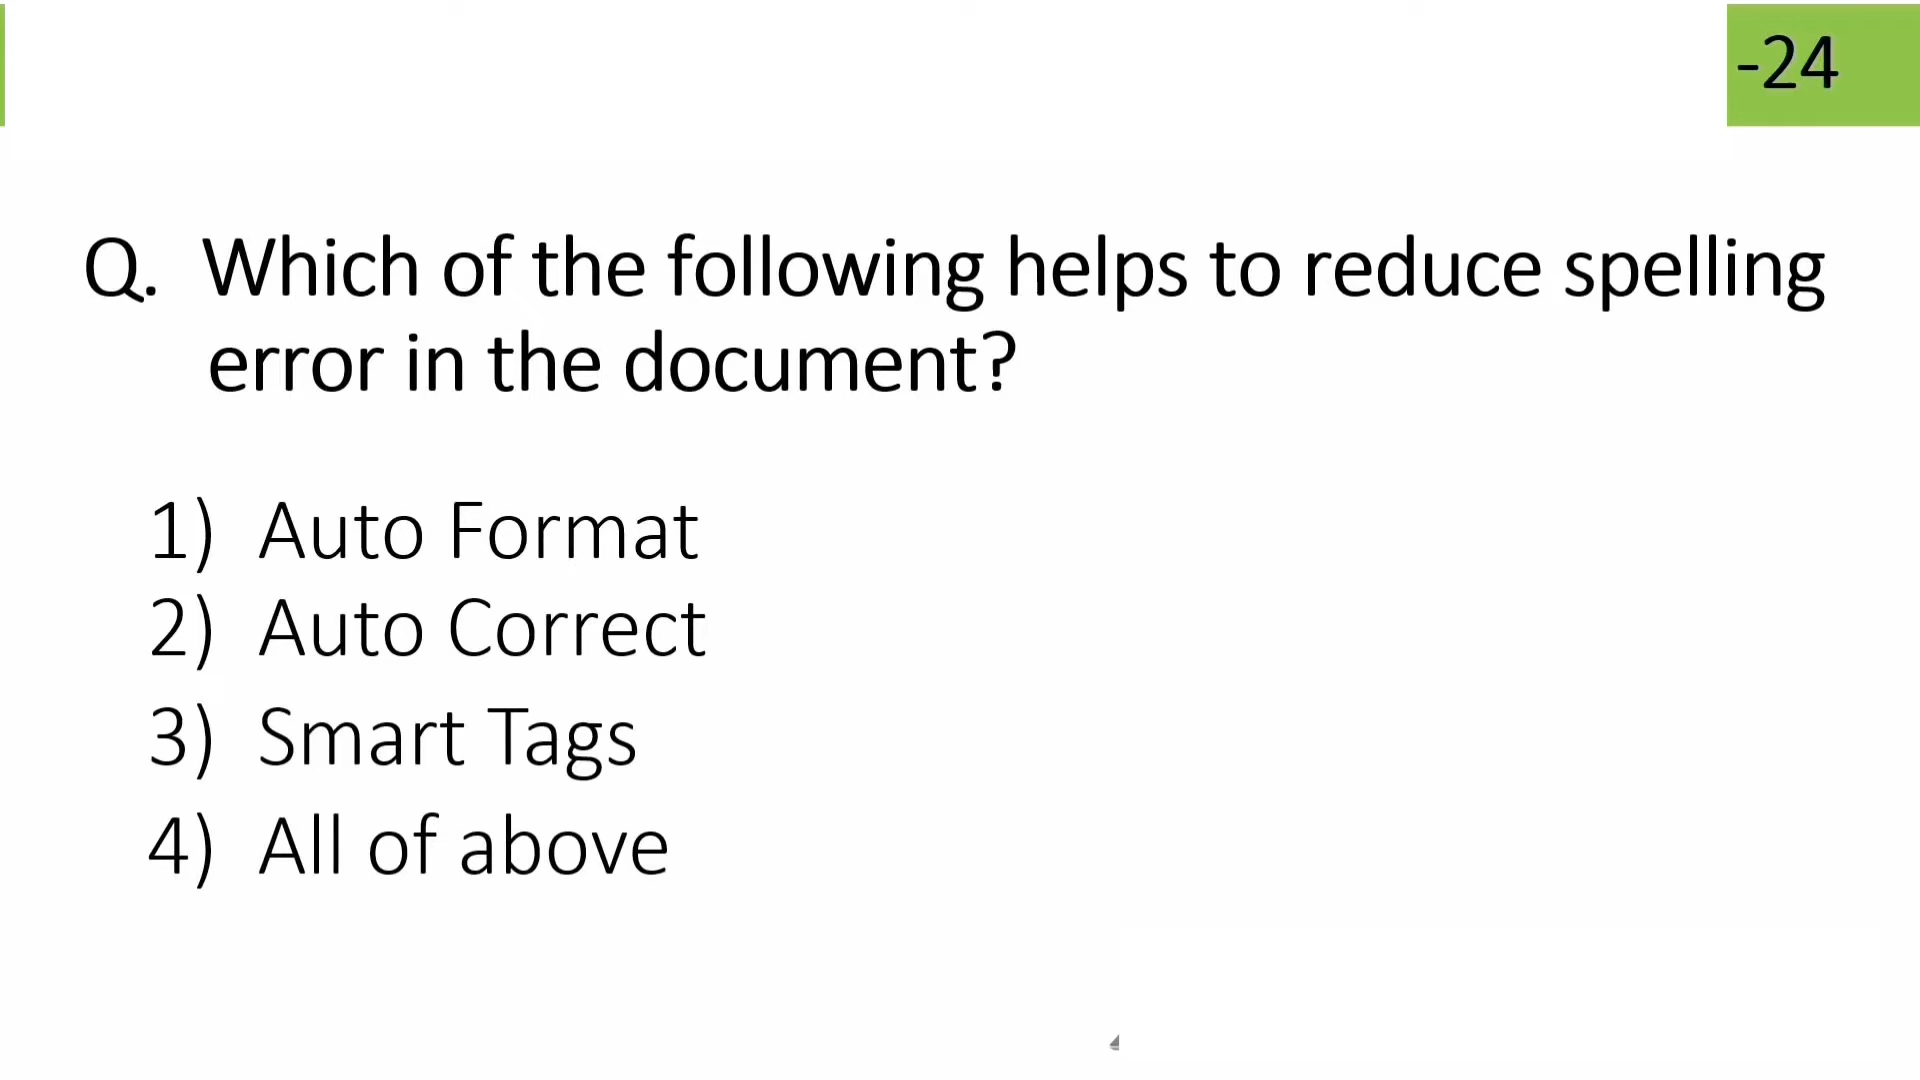 -24
Q. Which of the following helps to reduce spelling
error in the document?
1) Auto Format
2) Auto Correct
3) Smart Tags
4) All of above